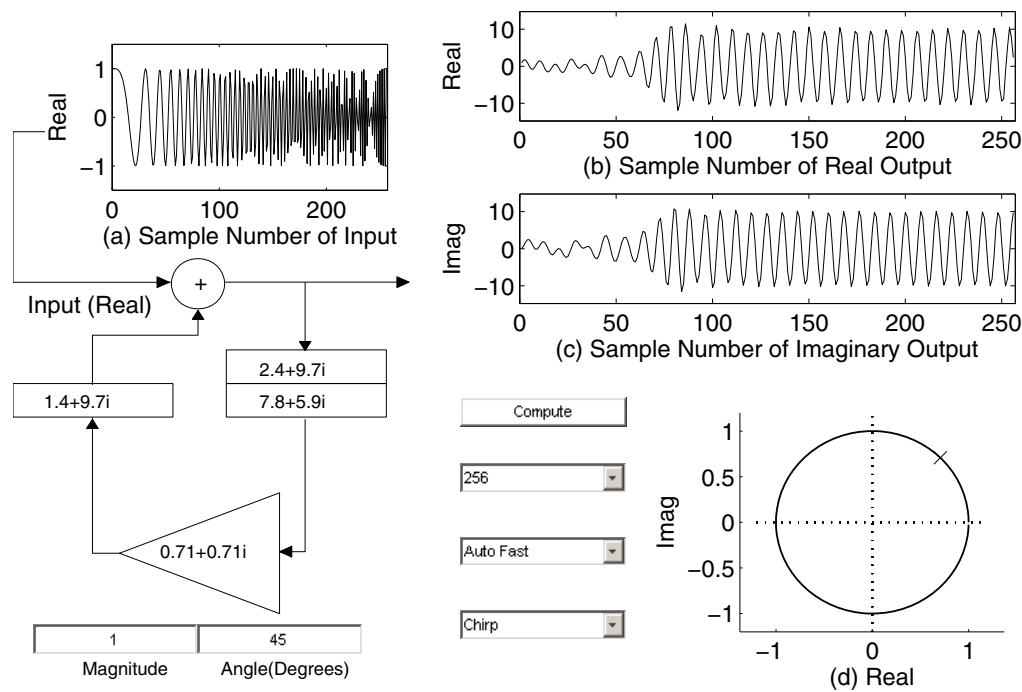 Real
1
0
−1
0
100
200
(a) Sample Number of Input
Real
10
0
−10
0
50
100
150
200
250
(b) Sample Number of Real Output
Imag
10
0
−10
0
50
100
150
200
250
(c) Sample Number of Imaginary Output
+
Input (Real)
2.4+9.7i
7.8+5.9i
1.4+9.7i
0.71+0.71i
1
45
Magnitude
Angle(Degrees)
Compute
256
Auto Fast
Chirp
Imag
1
0.5
0
−0.5
−1
−1
0
1
(d) Real